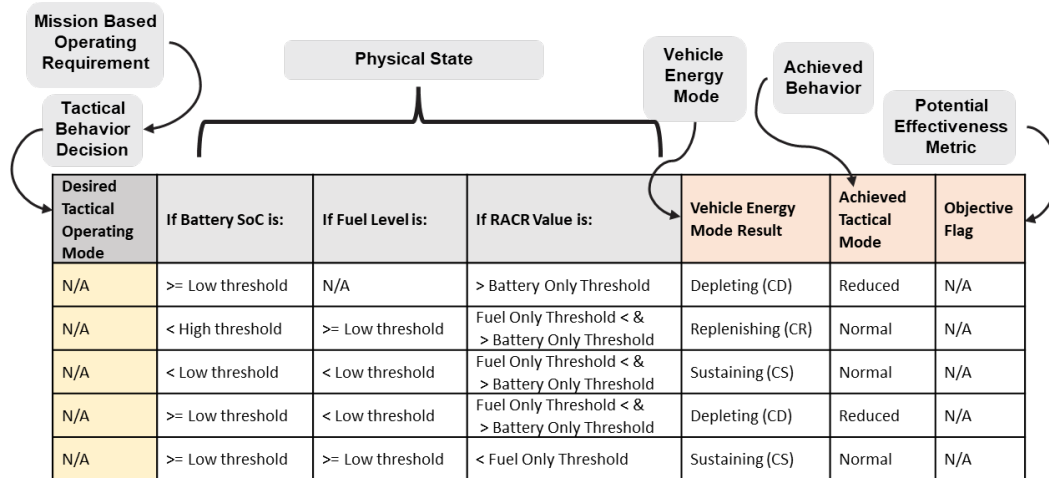 Mission Based
Operating
Requirement
Physical State
Vehicle
Energy
Mode
Achieved
Behavior
Tactical
Behavior
Decision
Potential
Effectiveness
Metric
Desired
Tactical
Operating
Mode
If Battery SoC is:
If Fuel Level is:
If RACR Value is:
Vehicle Energy
Mode Result
Achieved
Tactical
Mode
Objective
Flag
N/A
>= Low threshold
N/A
> Battery Only Threshold
Depleting (CD)
Reduced
N/A
N/A
< High threshold
>= Low threshold
Fuel Only Threshold < &
> Battery Only Threshold
Replenishing (CR)
Normal
N/A
N/A
< Low threshold
< Low threshold
Fuel Only Threshold < &
> Battery Only Threshold
Sustaining (CS)
Normal
N/A
N/A
>= Low threshold
< Low threshold
Fuel Only Threshold < &
> Battery Only Threshold
Depleting (CD)
Reduced
N/A
N/A
>= Low threshold
>= Low threshold
< Fuel Only Threshold
Sustaining (CS)
Normal
N/A